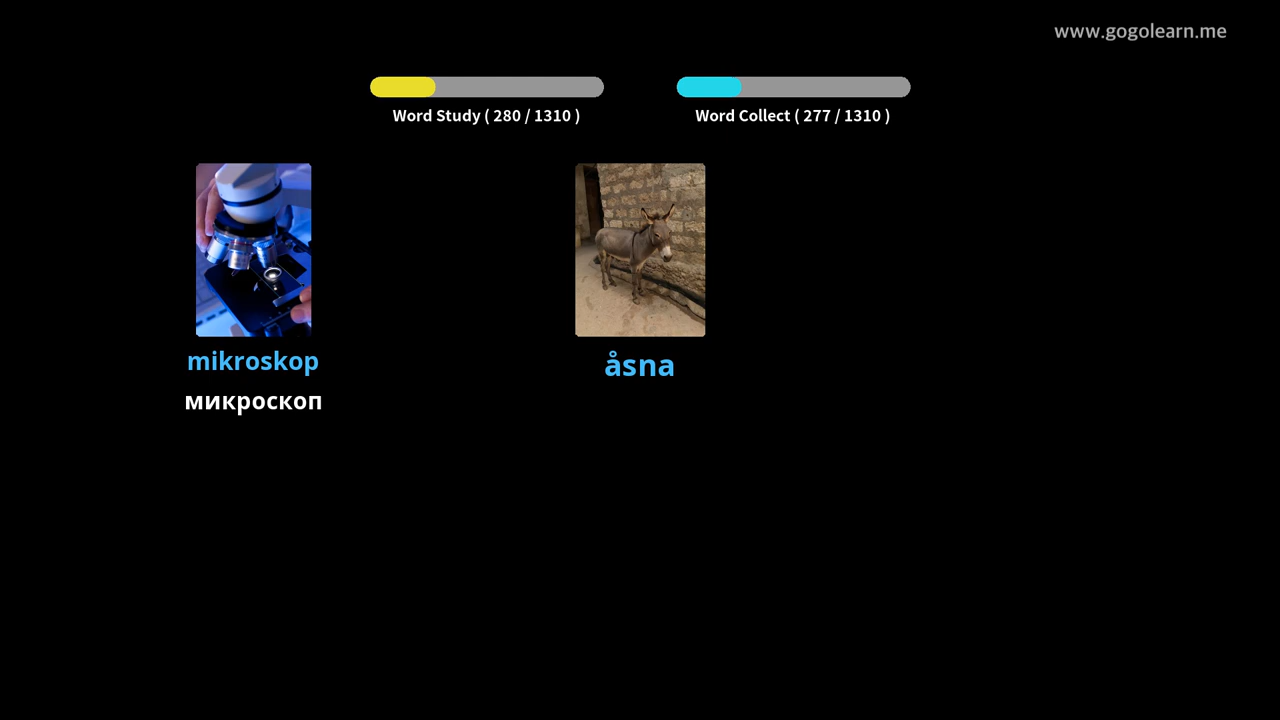 www.gogolearn.me
Word Study ( 280 / 1310 )
Word Collect ( 277 / 1310 )
mikroskop
åsna
микроскоп